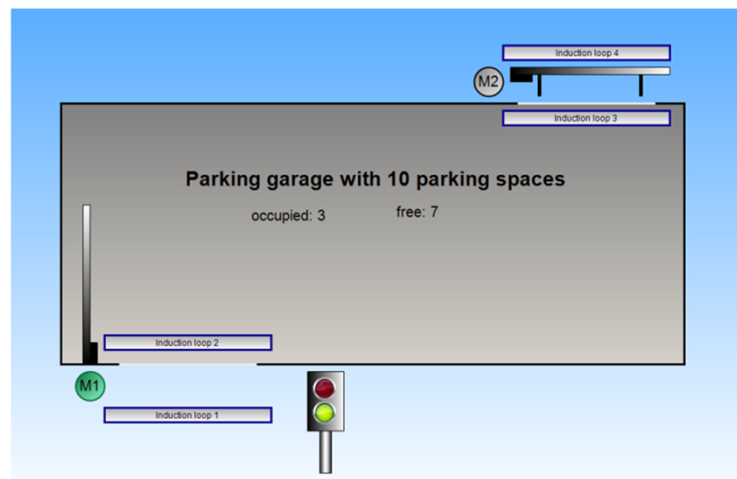 Induction loop 4
M2
Induction loop 3
Parking garage with 10 parking spaces
occupied: 3 free: 7
Induction loop 2
M1
Induction loop 1